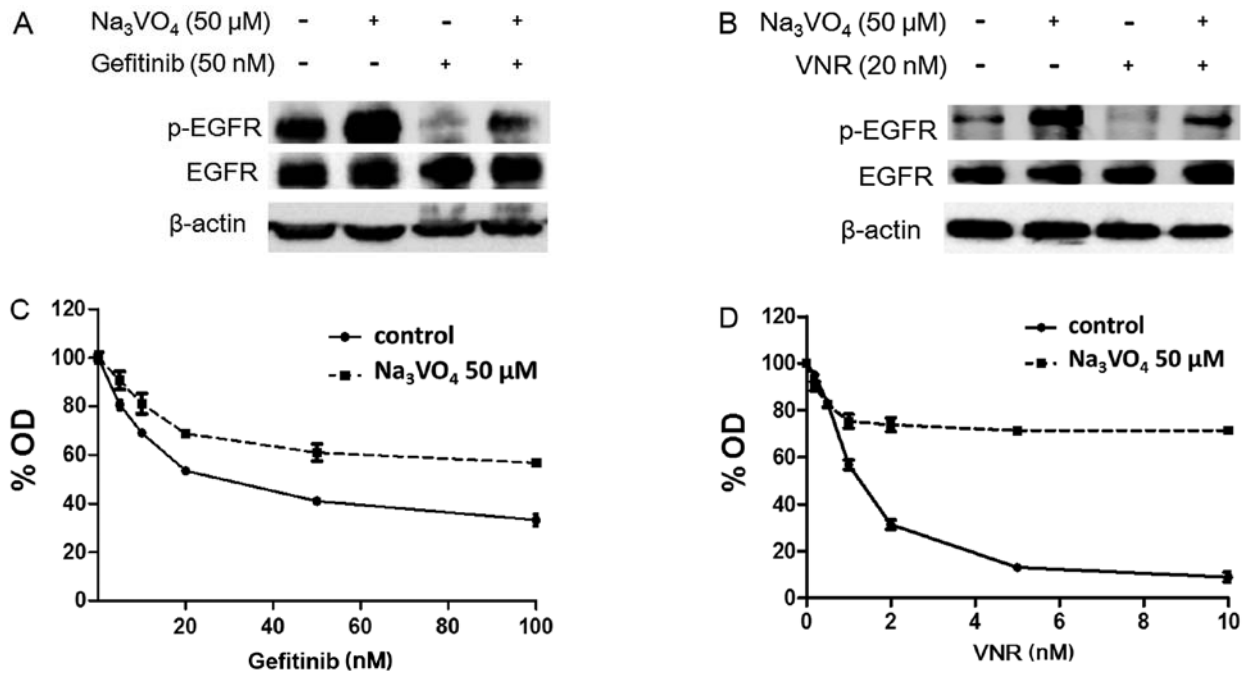 A
Na₃VO₄ (50 µM) - + - +
Gefitinib (50 nM) - - + +
p-EGFR
EGFR
β-actin
B
Na₃VO₄ (50 µM) - + - +
VNR (20 nM) - - + +
p-EGFR
EGFR
β-actin
C
120
100
80
60
40
20
0
% OD
control
Na₃VO₄ 50 µM
20 40 60 80 100
Gefitinib (nM)
D
120
100
80
60
40
20
0
% OD
control
Na₃VO₄ 50 µM
0 2 4 6 8 10
VNR (nM)